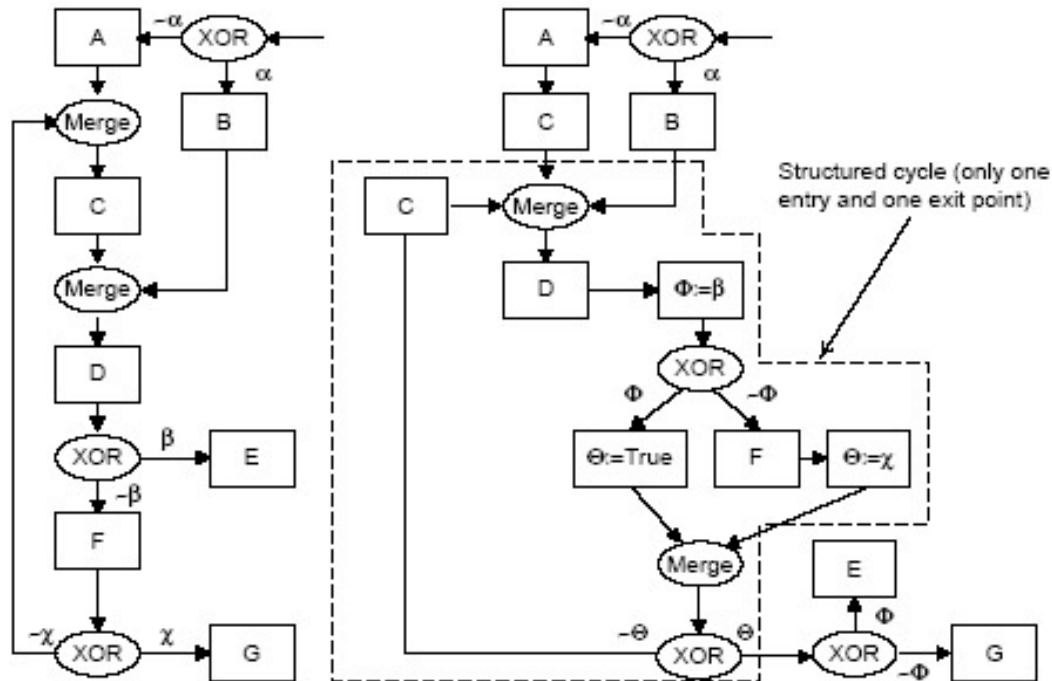 ~α
XOR
A
α
B
Merge
C
Merge
D
XOR
β
E
~β
F
~χ
XOR
χ
G
~α
XOR
A
α
C
B
C
Merge
D
Φ:=β
XOR
Φ
~Φ
Θ:=True
F
Θ:=χ
Merge
E
~Θ
XOR
Θ
Φ
XOR
~Φ
G
Structured cycle (only one
entry and one exit point)